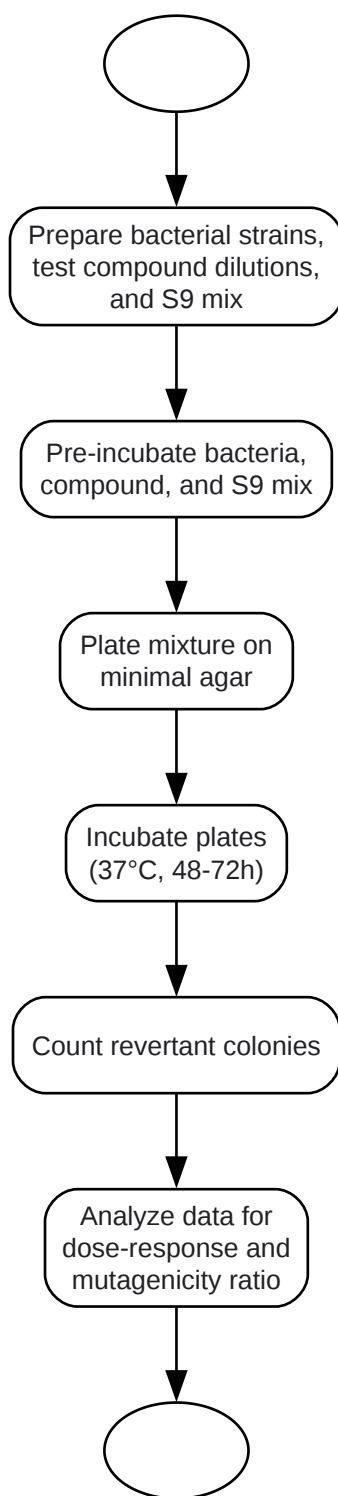 Prepare bacterial strains,
test compound dilutions,
and S9 mix
Pre-incubate bacteria,
compound, and S9 mix
Plate mixture on
minimal agar
Incubate plates
(37°C, 48-72h)
Count revertant colonies
Analyze data for
dose-response and
mutagenicity ratio